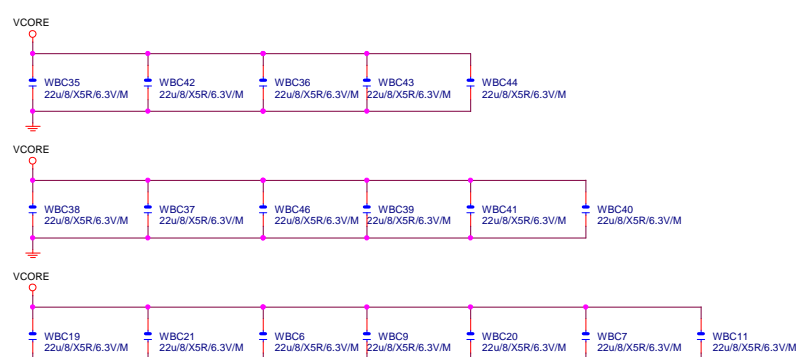 VCORE
WBC35 WBC42 WBC36 WBC43 WBC44
22u/8/X5R/6.3V/M 22u/8/X5R/6.3V/M 22u/8/X5R/6.3V/M 22u/8/X5R/6.3V/M 22u/8/X5R/6.3V/M
VCORE
WBC38 WBC37 WBC46 WBC39 WBC41 WBC40
22u/8/X5R/6.3V/M 22u/8/X5R/6.3V/M 22u/8/X5R/6.3V/M 22u/8/X5R/6.3V/M 22u/8/X5R/6.3V/M 22u/8/X5R/6.3V/M
VCORE
WBC19 WBC21 WBC6 WBC9 WBC20 WBC7 WBC11
22u/8/X5R/6.3V/M 22u/8/X5R/6.3V/M 22u/8/X5R/6.3V/M 22u/8/X5R/6.3V/M 22u/8/X5R/6.3V/M 22u/8/X5R/6.3V/M 22u/8/X5R/6.3V/M